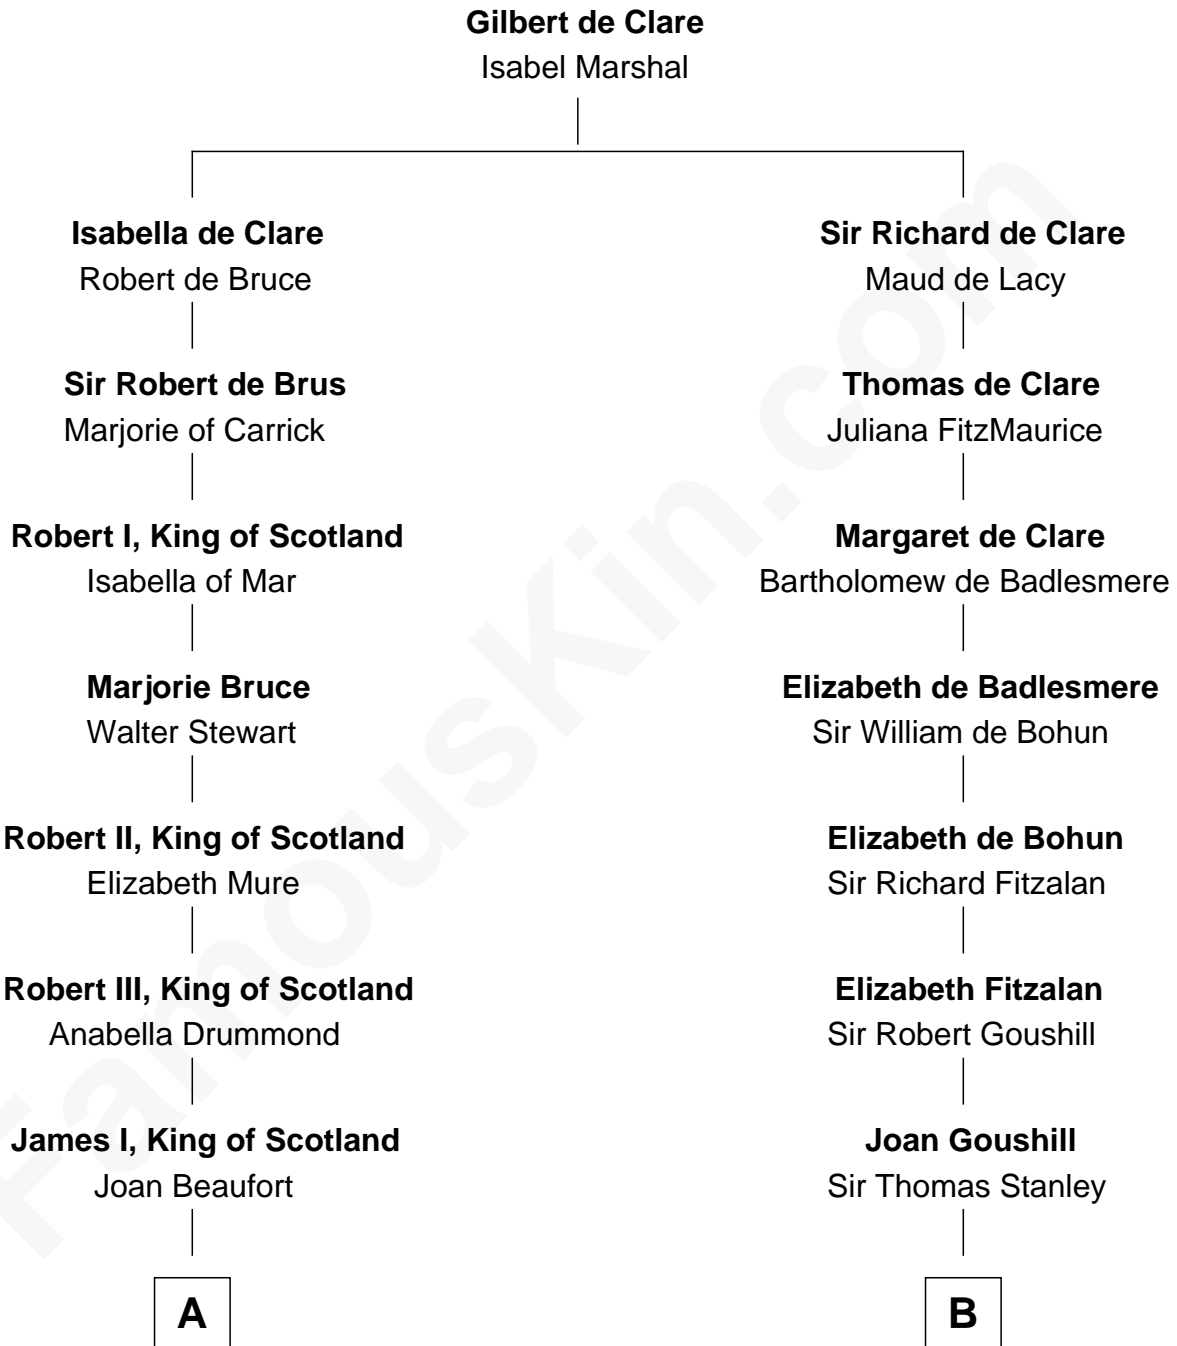 Gilbert de Clare
Isabel Marshal
Isabella de Clare
Robert de Bruce
Sir Robert de Brus
Marjorie of Carrick
Robert I, King of Scotland
Isabella of Mar
Marjorie Bruce
Walter Stewart
Robert II, King of Scotland
Elizabeth Mure
Robert III, King of Scotland
Anabella Drummond
James I, King of Scotland
Joan Beaufort
A
Sir Richard de Clare
Maud de Lacy
Thomas de Clare
Juliana FitzMaurice
Margaret de Clare
Bartholomew de Badlesmere
Elizabeth de Badlesmere
Sir William de Bohun
Elizabeth de Bohun
Sir Richard Fitzalan
Elizabeth Fitzalan
Sir Robert Goushill
Joan Goushill
Sir Thomas Stanley
B
FamousKin.com